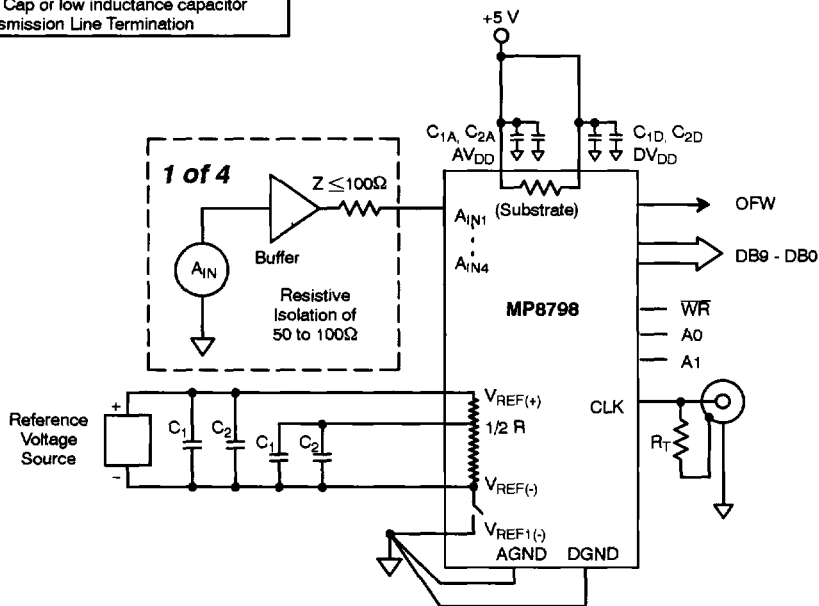 Cap or low inductance capacitor
smission Line Termination
+5 V
C1A, C2A
AVDD
C1D, C2D
DVDD
1 of 4
Z ≤100Ω
(Substrate)
AIN1
AIN4
AIN
Buffer
Resistive
Isolation of
50 to 100Ω
MP8798
OFW
DB9 - DB0
WR
A0
A1
CLK
RT
Reference
Voltage
Source
+
−
C1
C2
C1
C2
VREF(+)
1/2 R
VREF(-)
VREF1(-)
AGND
DGND